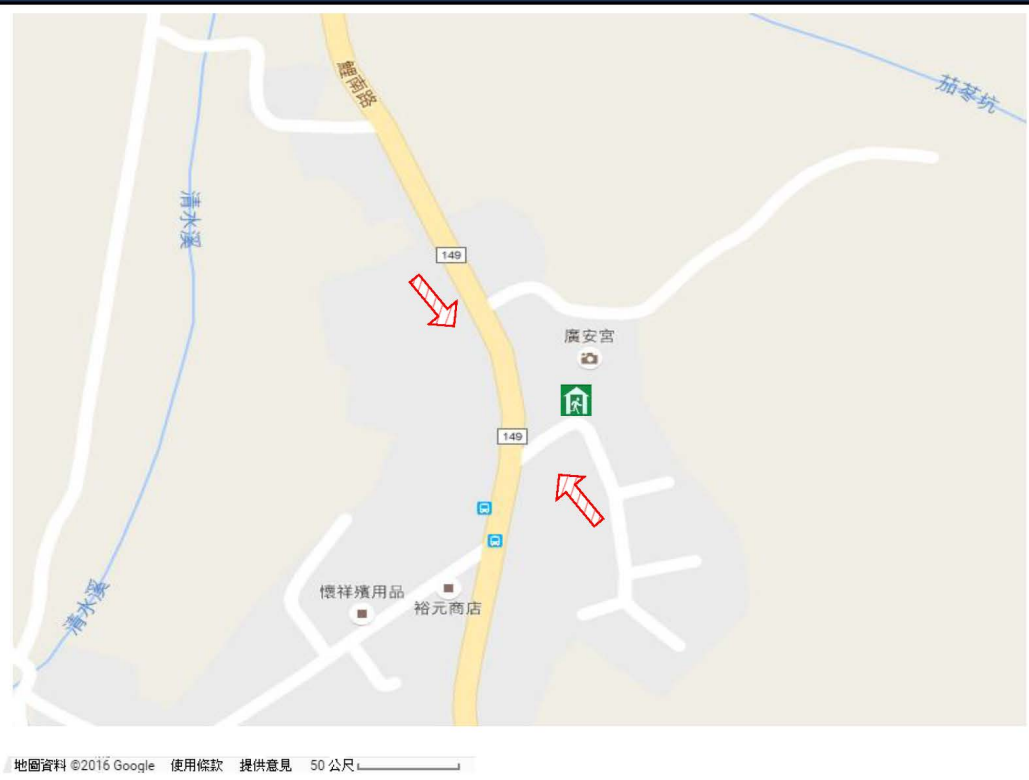 鯉南路
茄苳坑
清水溪
149
廣安宮
149
懷祥殯用品
裕元商店
清水溪
地圖資料 ©2016 Google 使用條款 提供意見 50 公尺